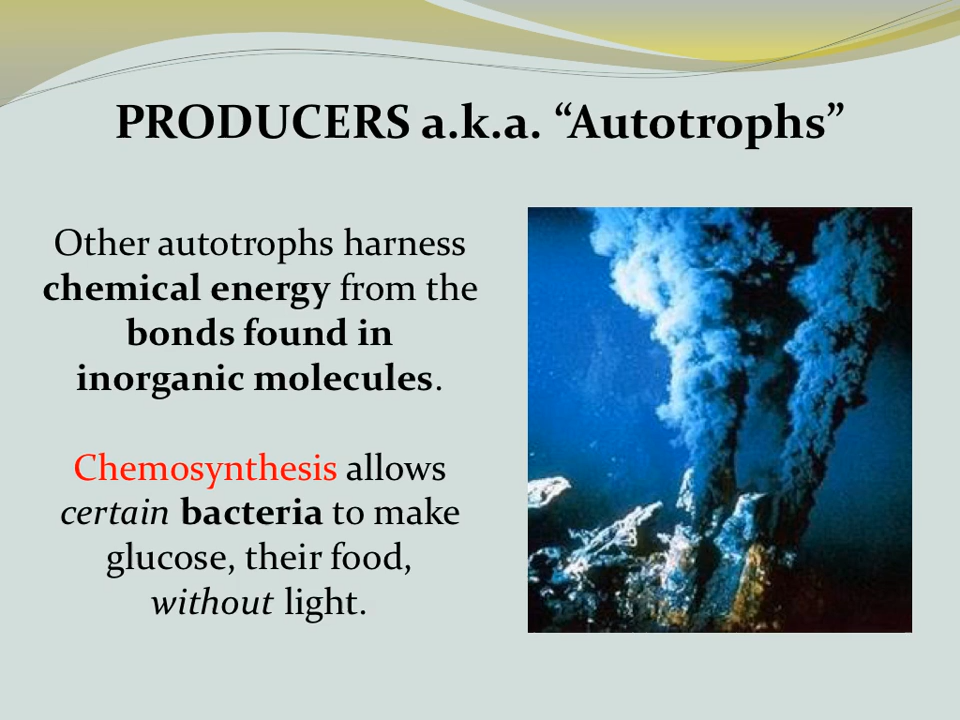 PRODUCERS a.k.a. “Autotrophs”
Other autotrophs harness
chemical energy from the
bonds found in
inorganic molecules.
Chemosynthesis allows
certain bacteria to make
glucose, their food,
without light.